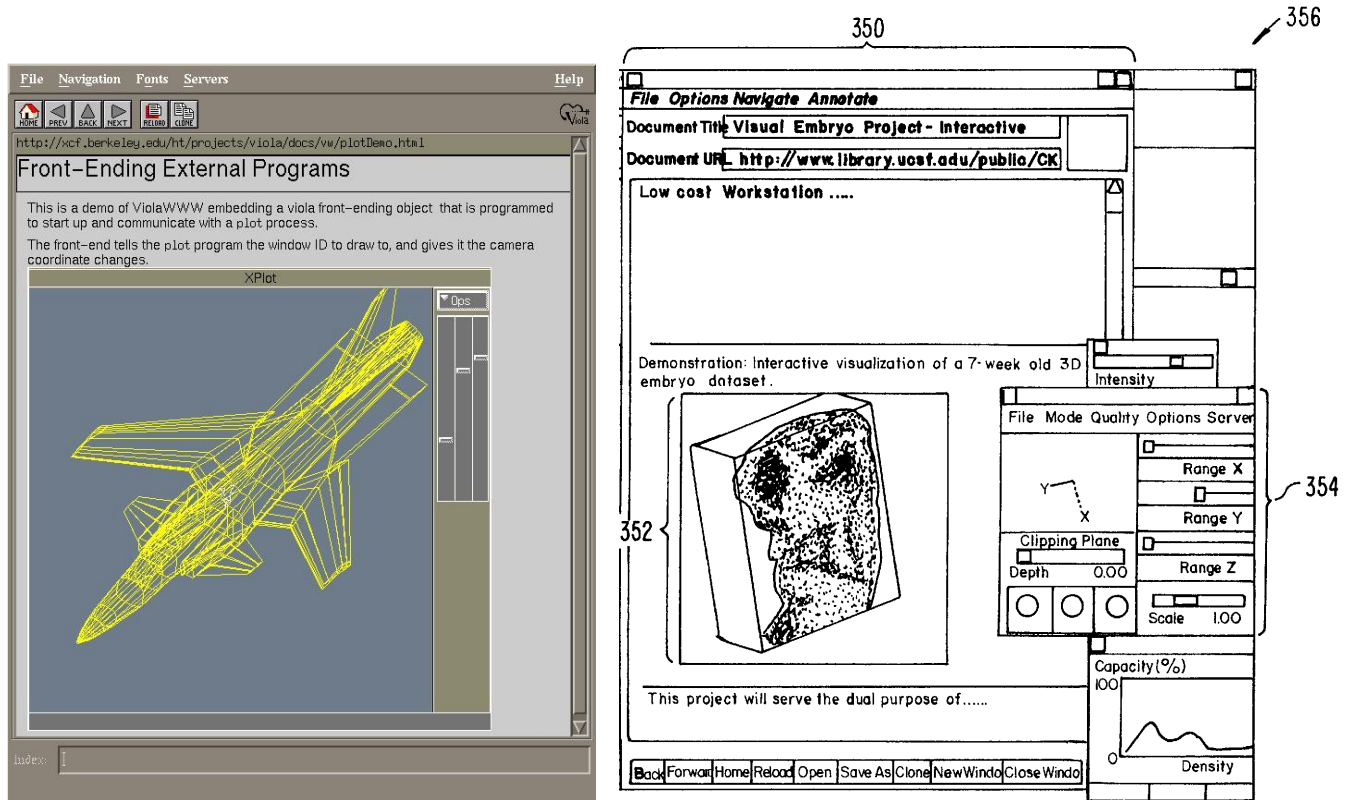 File Navigation Fonts Servers Help
HOME PREV BACK NEXT RELOAD CLONE Viola
http://xcf.berkeley.edu/ht/projects/viola/docs/vw/plotDemo.html
Front-Ending External Programs
This is a demo of ViolaWWW embedding a viola front-ending object that is programmed
to start up and communicate with a plot process.
The front-end tells the plot program the window ID to draw to, and gives it the camera
coordinate changes.
XPlot
Ops
Index:
350
356
File Options Navigate Annotate
Document Title Visual Embryo Project - Interactive
Document URL http://www.library.ucsf.edu/public/CK
Low cost Workstation .....
Demonstration: Interactive visualization of a 7-week old 3D
embryo dataset.
Intensity
File Mode Quality Options Server
Range X
Y
X
Range Y
Clipping Plane
Depth 0.00
Range Z
Scale 1.00
352
354
Capacity (%)
100
0
Density
This project will serve the dual purpose of......
Back Forward Home Reload Open Save As Clone New Windo Close Windo